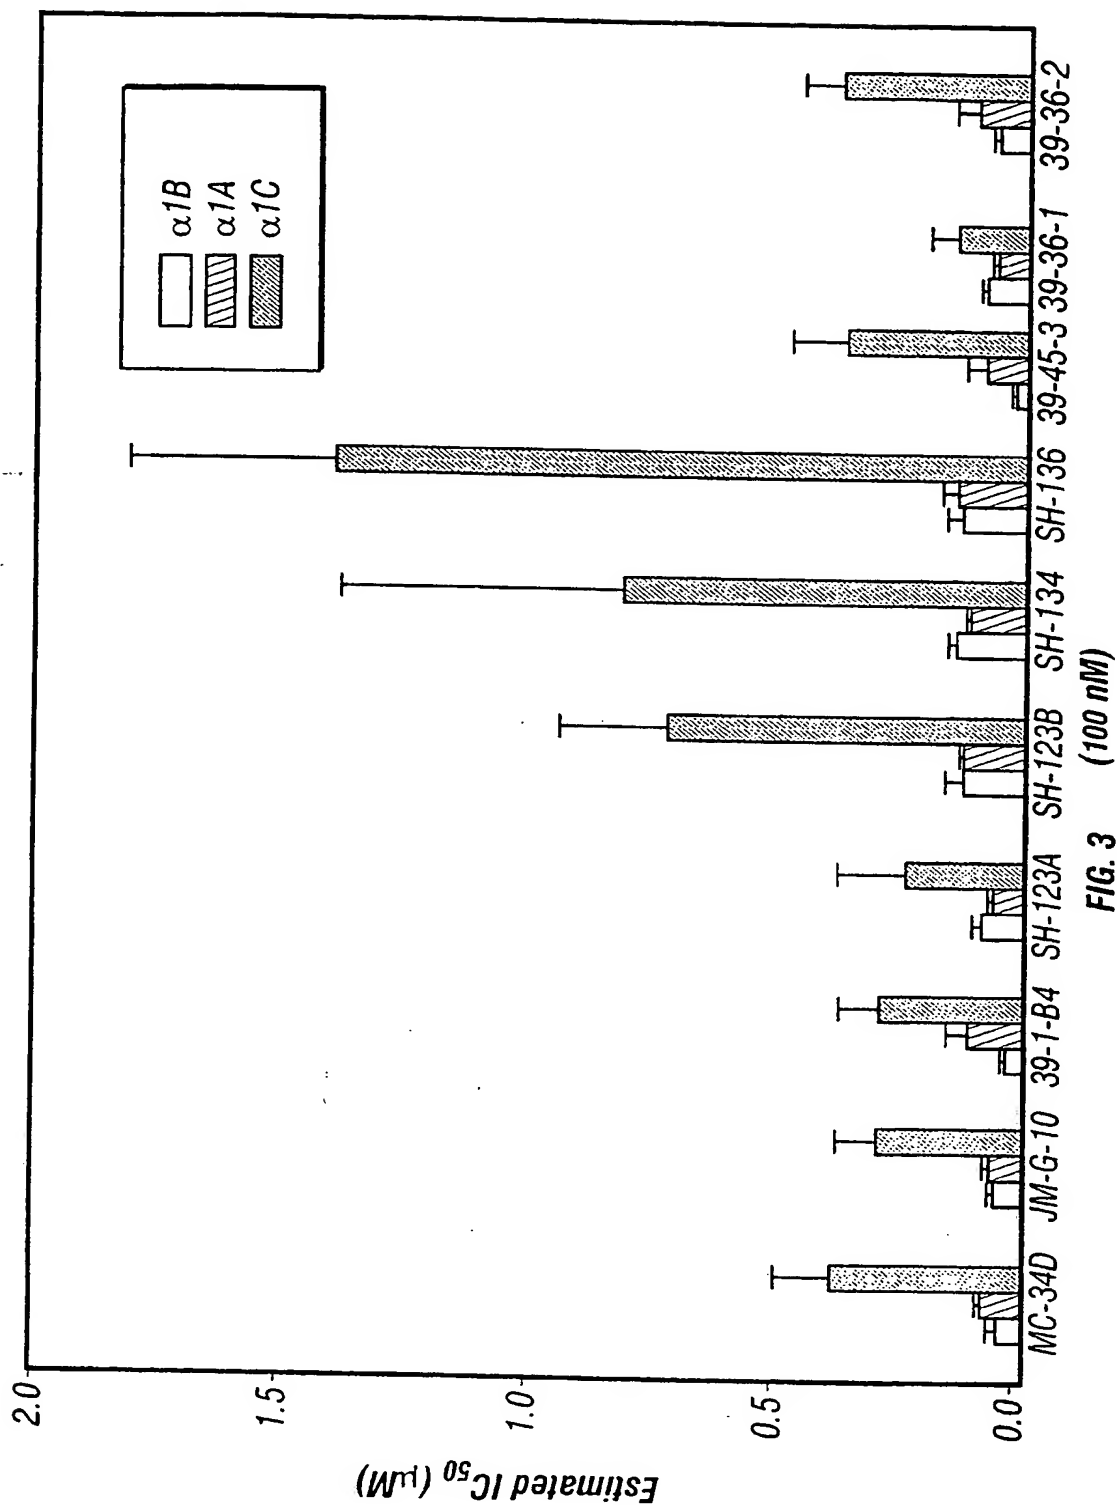 Estimated IC50 (μM)
2.0
1.5
1.0
0.5
0.0
α1B
α1A
α1C
MC-34D JM-G-10 39-1-B4 SH-123A SH-123B SH-134 SH-136 39-45-3 39-36-1 39-36-2
(100 nM)
FIG. 3